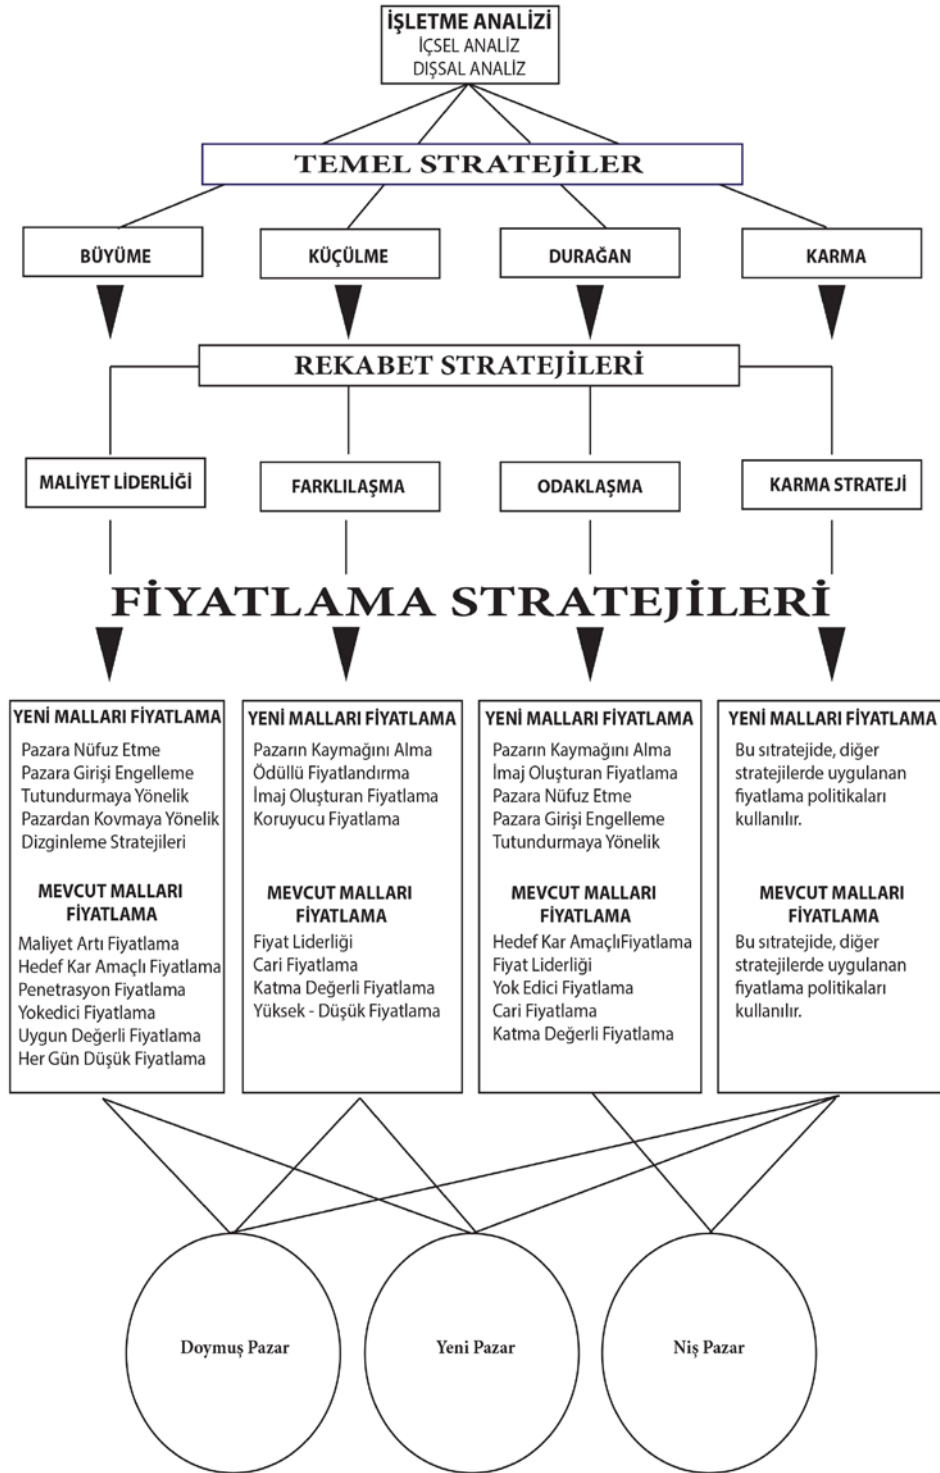 İŞLETME ANALİZİ
İÇSEL ANALİZ
DIŞSAL ANALİZ
TEMEL STRATEJİLER
BÜYÜME
KÜÇÜLME
DURAĞAN
KARMA
REKABET STRATEJİLERİ
MALİYET LİDERLİĞİ
FARKLILAŞMA
ODAKLAŞMA
KARMA STRATEJİ
FİYATLAMA STRATEJİLERİ
YENİ MALLARI FİYATLAMA
Pazara Nüfuz Etme
Pazara Girişi Engelleme
Tutundurmaya Yönelik
Pazardan Kovmaya Yönelik
Dizginleme Stratejileri
MEVCUT MALLARI
FİYATLAMA
Maliyet Artı Fiyatlama
Hedef Kar Amaçlı Fiyatlama
Penetrasyon Fiyatlama
Yokedici Fiyatlama
Uygun Değerli Fiyatlama
Her Gün Düşük Fiyatlama
YENİ MALLARI FİYATLAMA
Pazarın Kaymağını Alma
Ödüllü Fiyatlandırma
İmaj Oluşturan Fiyatlama
Koruyucu Fiyatlama
MEVCUT MALLARI
FİYATLAMA
Fiyat Liderliği
Cari Fiyatlama
Katma Değerli Fiyatlama
Yüksek - Düşük Fiyatlama
YENİ MALLARI FİYATLAMA
Pazarın Kaymağını Alma
İmaj Oluşturan Fiyatlama
Pazara Nüfuz Etme
Pazara Girişi Engelleme
Tutundurmaya Yönelik
MEVCUT MALLARI
FİYATLAMA
Hedef Kar AmaçlıFiyatlama
Fiyat Liderliği
Yok Edici Fiyatlama
Cari Fiyatlama
Katma Değerli Fiyatlama
YENİ MALLARI FİYATLAMA
Bu sıtratejide, diğer
stratejilerde uygulanan
fiyatlama politikaları
kullanılır.
MEVCUT MALLARI
FİYATLAMA
Bu sıtratejide, diğer
stratejilerde uygulanan
fiyatlama politikaları
kullanılır.
Doymuş Pazar
Yeni Pazar
Niş Pazar